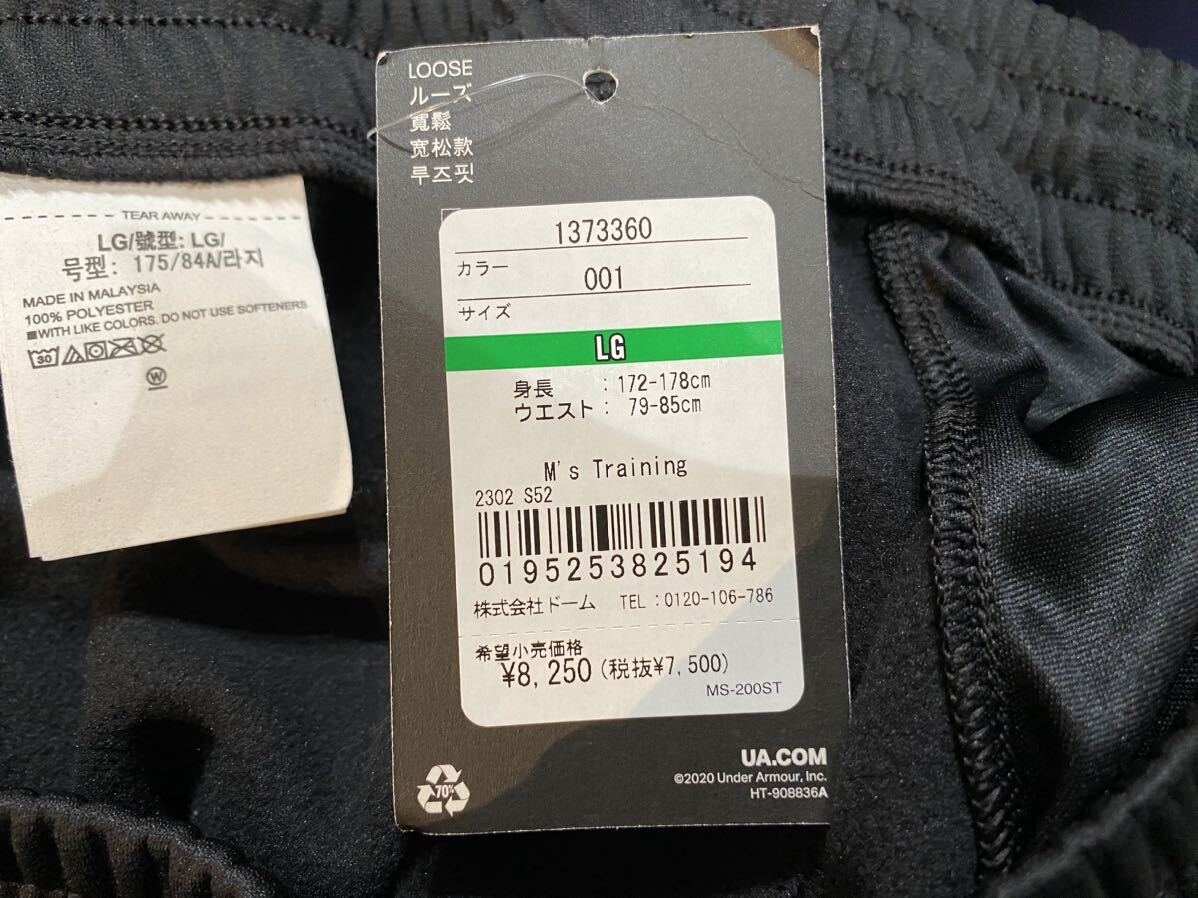 TEAR AWAY
LG/號型: LG/
号型: 175/84A/라지
MADE IN MALAYSIA
100% POLYESTER
■WITH LIKE COLORS. DO NOT USE SOFTENERS
30
W
LOOSE
ルーズ
寬鬆
宽松款
루즈핏
1373360
カラー
001
サイズ
LG
身長 : 172-178cm
ウエスト : 79-85cm
M's Training
2302 S52
0195253825194
株式会社ドーム TEL:0120-106-786
希望小売価格
¥8,250(税抜¥7,500)
MS-200ST
70%
UA.COM
©2020 Under Armour, Inc.
HT-908836A